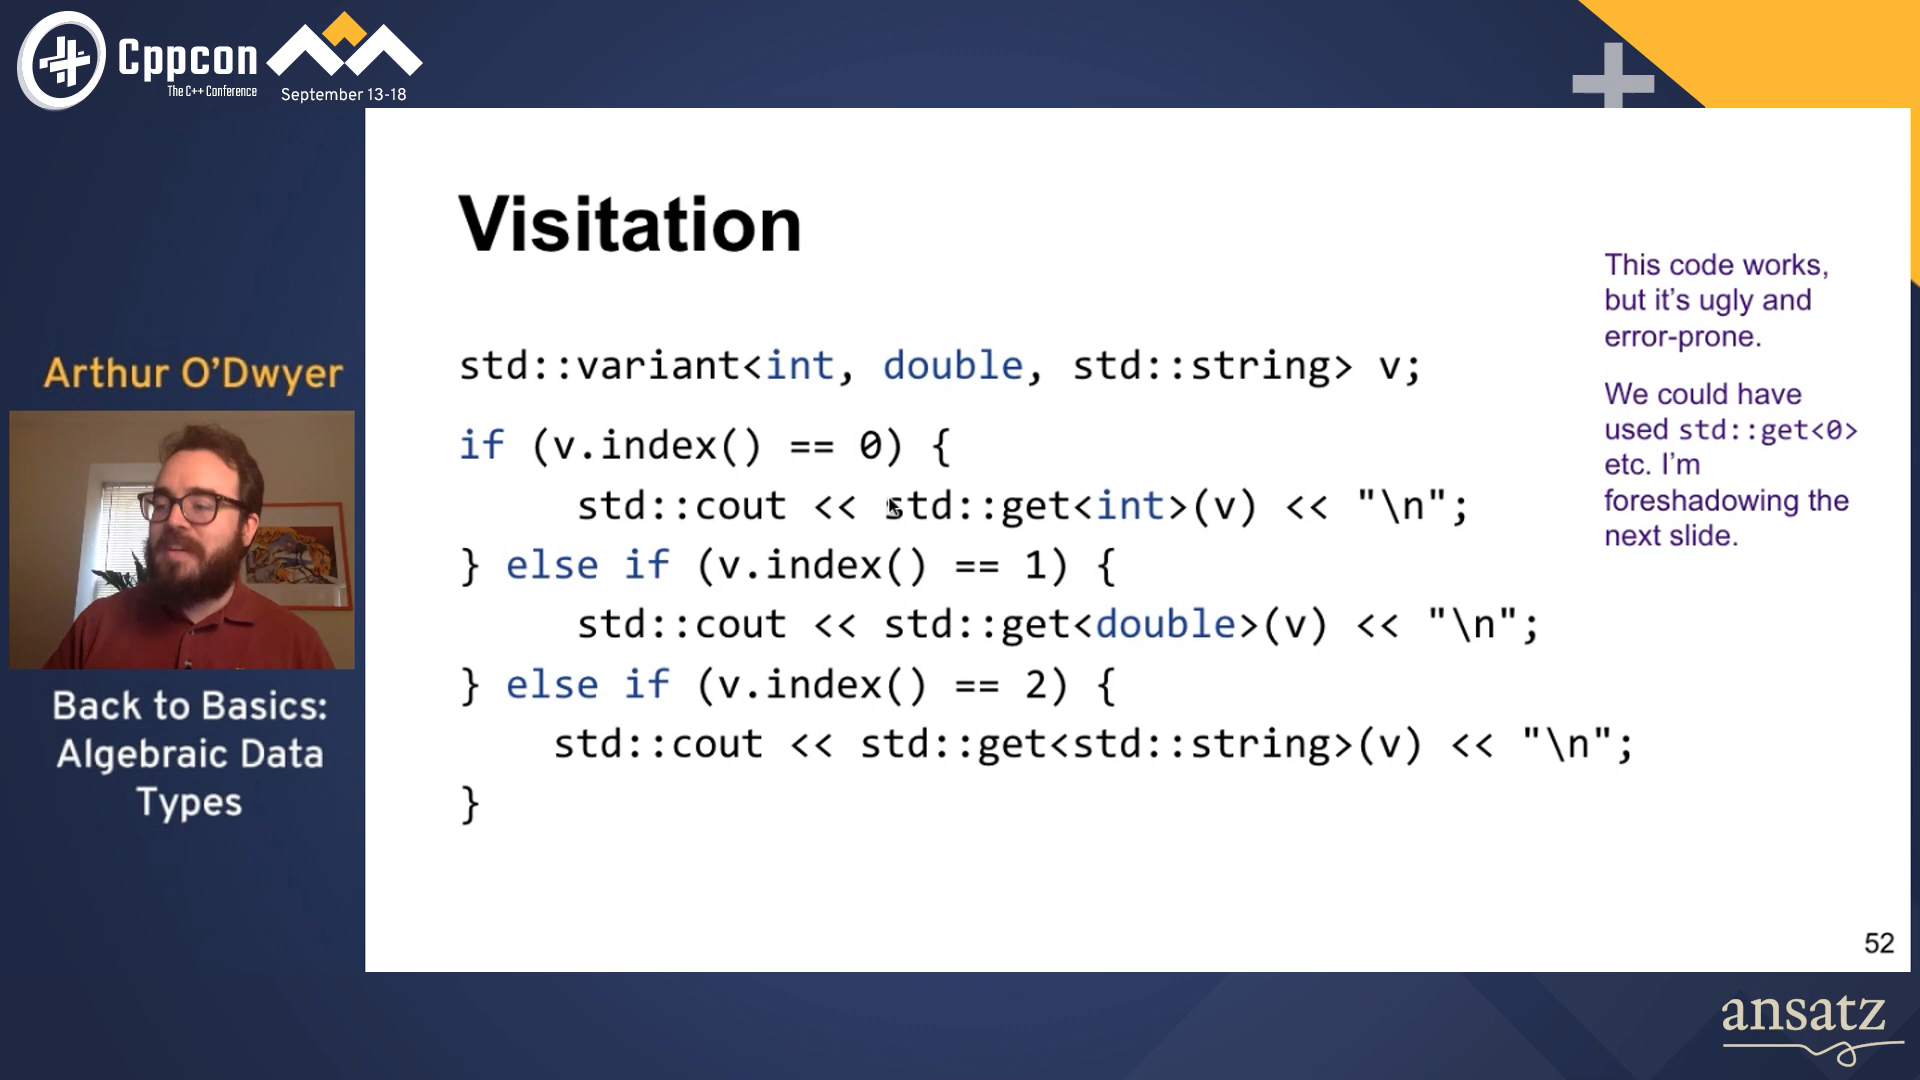 Cppcon
The C++ Conference
September 13-18
Arthur O'Dwyer
Back to Basics:
Algebraic Data
Types
Visitation
std::variant<int, double, std::string> v;
if (v.index() == 0) {
    std::cout << std::get<int>(v) << "\n";
} else if (v.index() == 1) {
    std::cout << std::get<double>(v) << "\n";
} else if (v.index() == 2) {
    std::cout << std::get<std::string>(v) << "\n";
}
This code works,
but it's ugly and
error-prone.
We could have
used std::get<0>
etc. I'm
foreshadowing the
next slide.
52
ansatz